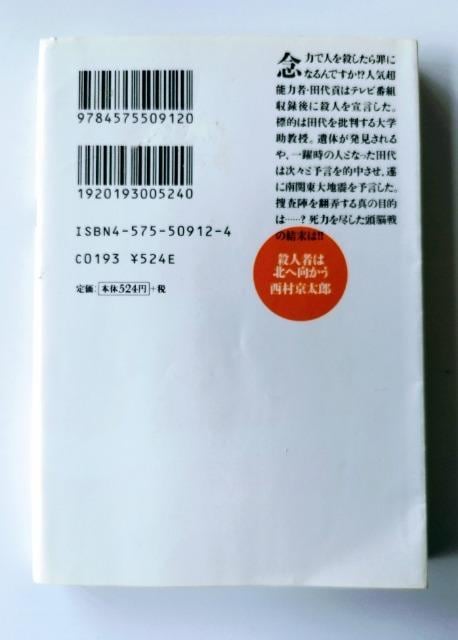 9784575509120
1920193005240
ISBN4-575-50912-4
C0193 ¥524E
定価:本体524円+税
念力で人を殺したら罪に
なるんですか!?人気超
能力者・田代貢はテレビ番組
収録後に殺人を宣言した。
標的は田代を批判する大学
助教授。遺体が発見される
や、一躍時の人となった田代
は次々と予言を的中させ、遂
に南関東大地震を予言した。
捜査陣を翻弄する真の目的
は……?死力を尽した頭脳戦
の結末は!!
殺人者は
北へ向かう
西村京太郎